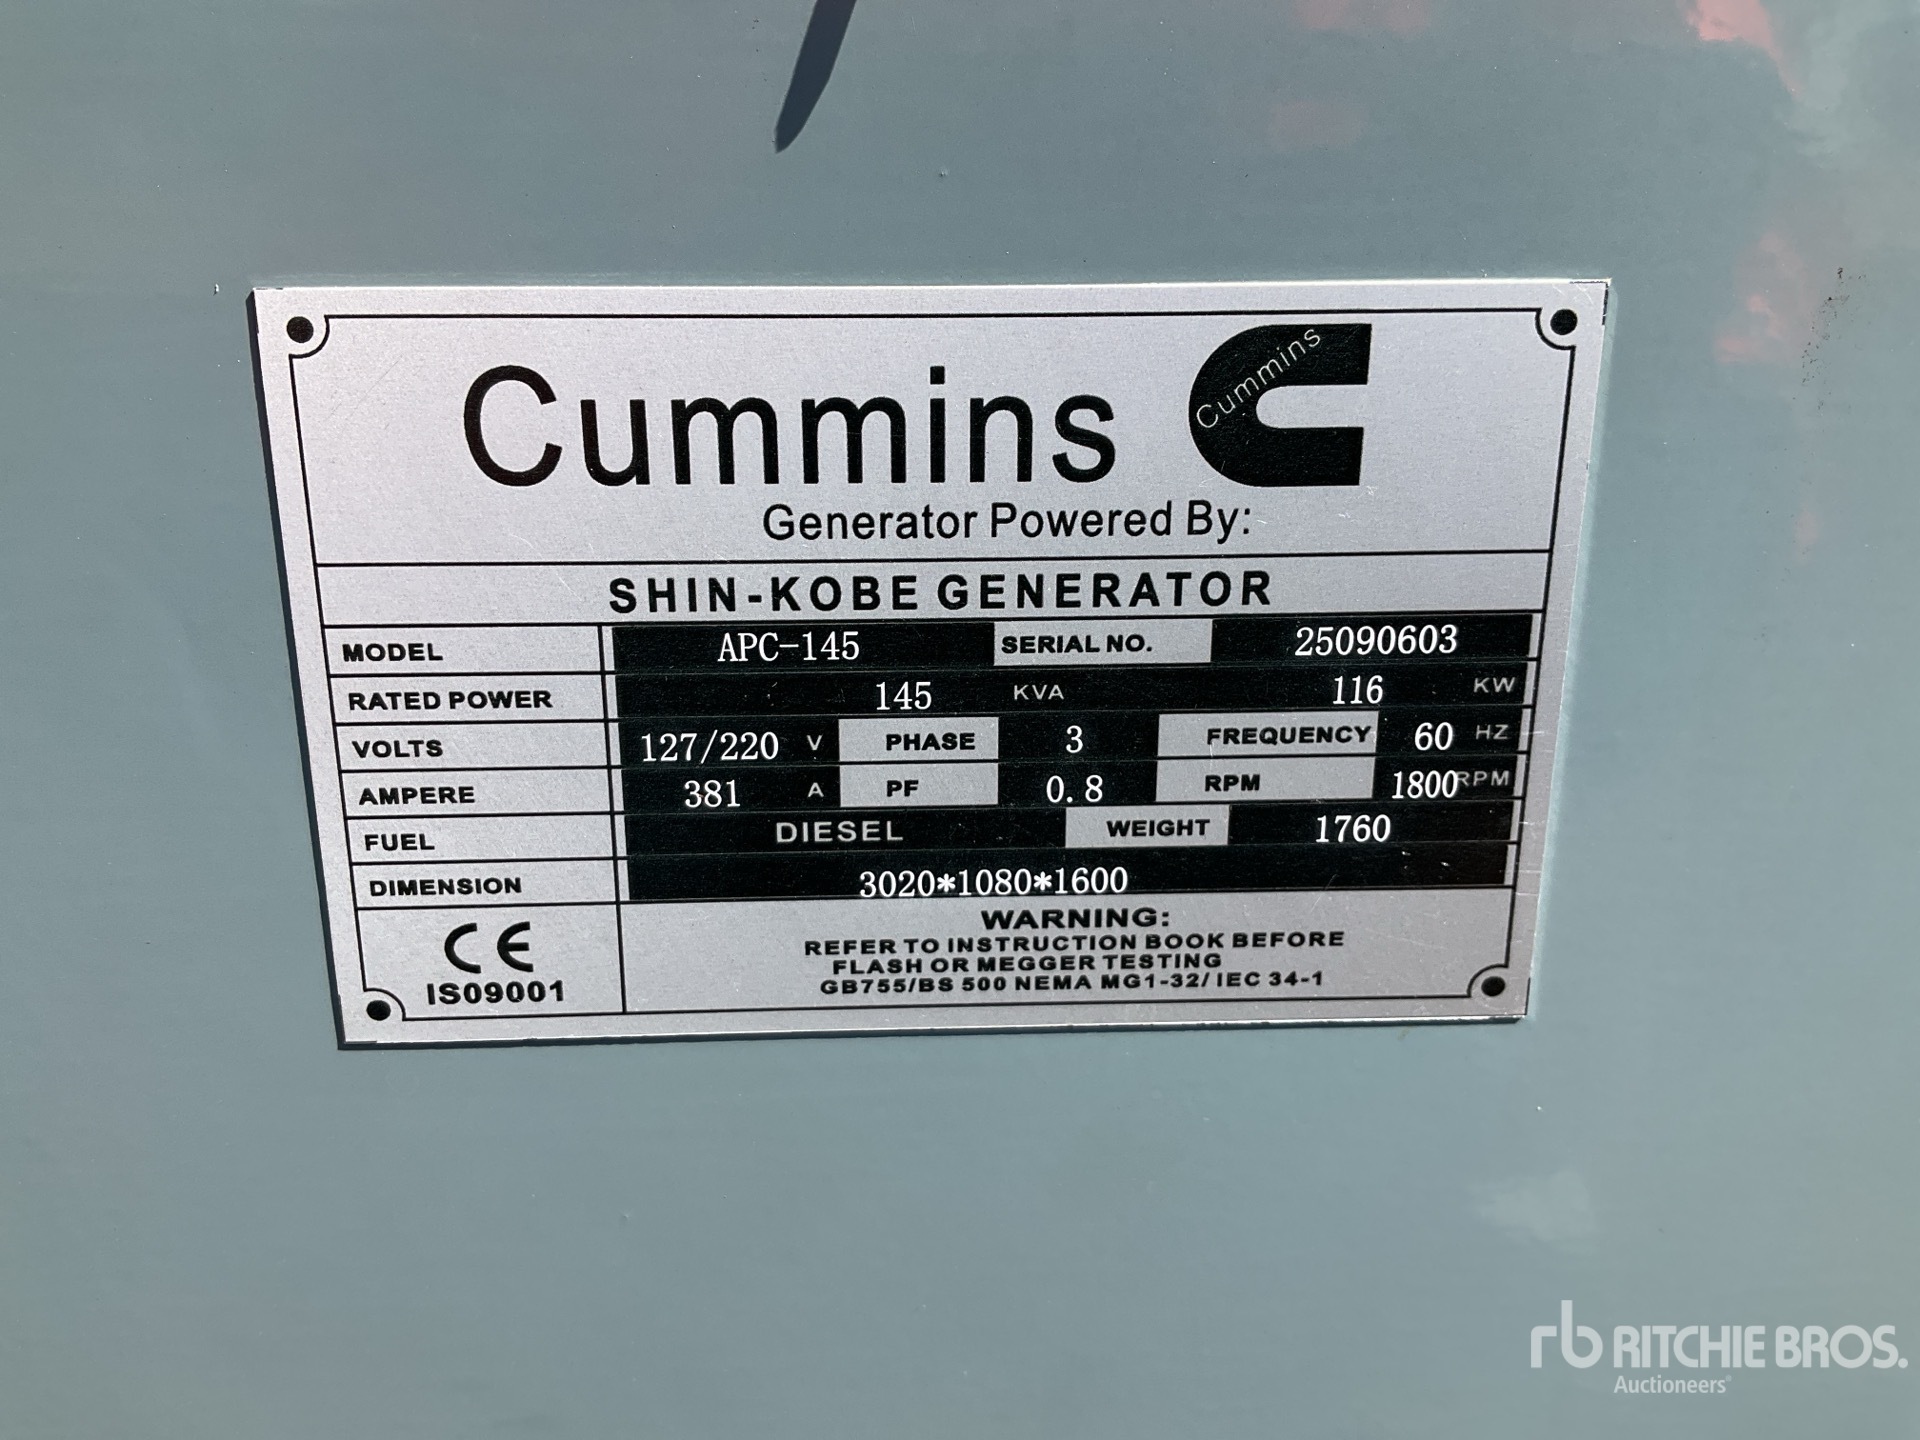 Cummins Cummins
Generator Powered By:
SHIN-KOBE GENERATOR
MODEL APC-145 SERIAL NO. 25090603
RATED POWER 145 KVA 116 KW
VOLTS 127/220 V PHASE 3 FREQUENCY 60 HZ
AMPERE 381 A PF 0.8 RPM 1800 RPM
FUEL DIESEL WEIGHT 1760
DIMENSION 3020*1080*1600
CE
IS09001
WARNING:
REFER TO INSTRUCTION BOOK BEFORE
FLASH OR MEGGER TESTING
GB755/BS 500 NEMA MG1-32/ IEC 34-1
rb RITCHIE BROS.
Auctioneers